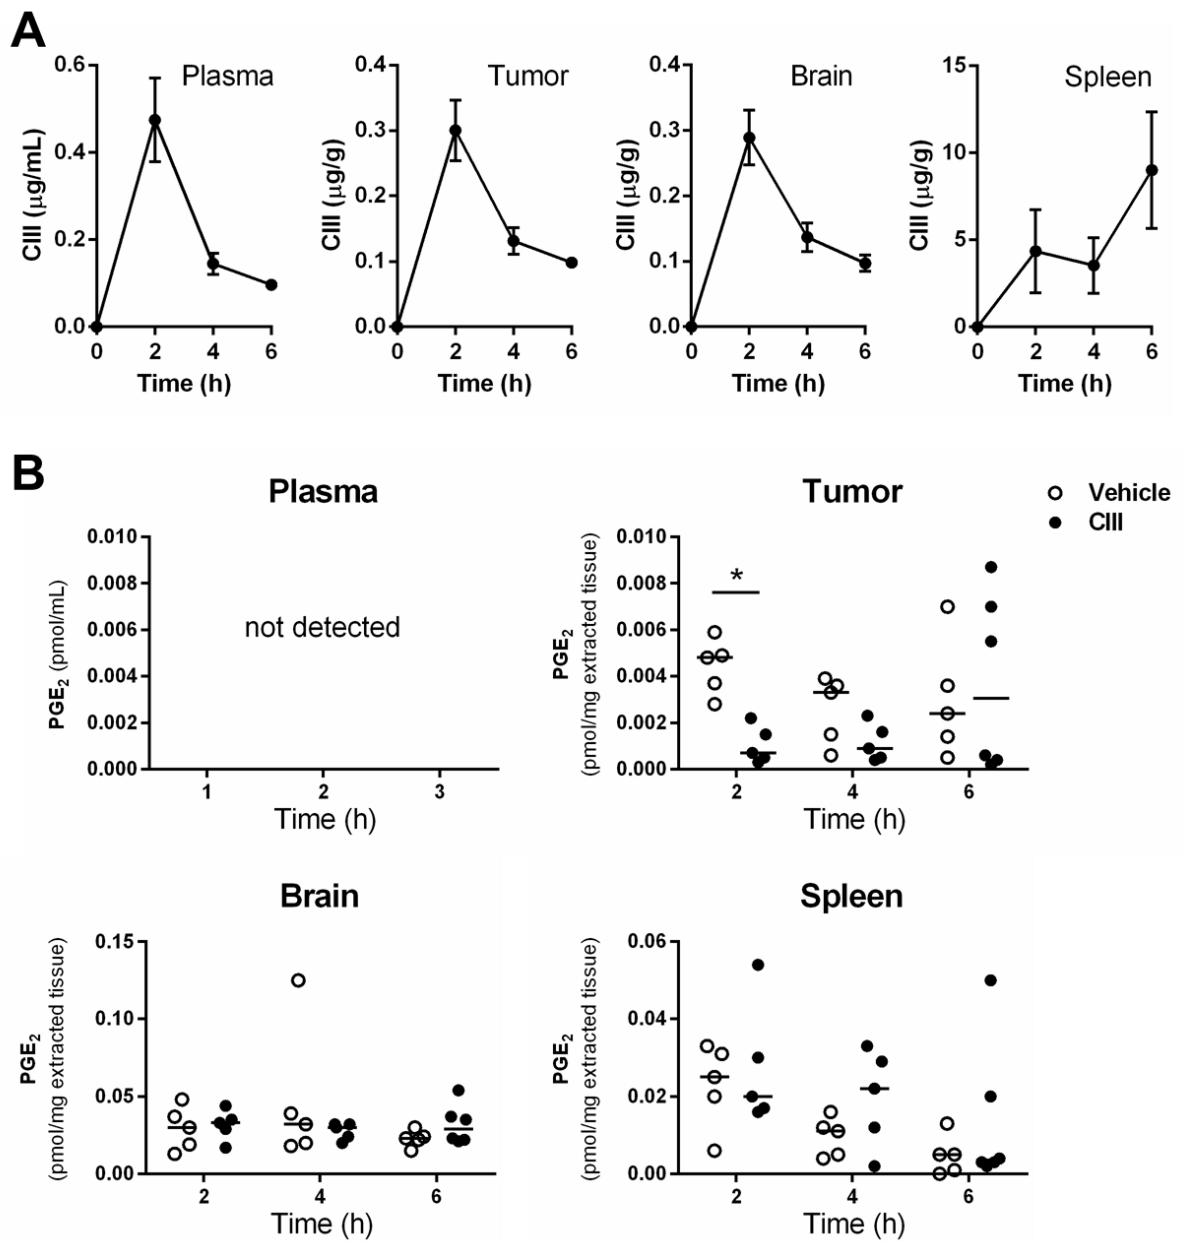 A
Plasma
Tumor
Brain
Spleen
CIII (µg/mL)
0.6
0.4
0.2
0.0
0 2 4 6
Time (h)
CIII (µg/g)
0.4
0.3
0.2
0.1
0.0
0 2 4 6
Time (h)
CIII (µg/g)
0.4
0.3
0.2
0.1
0.0
0 2 4 6
Time (h)
CIII (µg/g)
15
10
5
0
0 2 4 6
Time (h)
B
Plasma
PGE2 (pmol/mL)
0.010
0.008
0.006
0.004
0.002
0.000
not detected
1 2 3
Time (h)
Tumor
Vehicle
CIII
PGE2
(pmol/mg extracted tissue)
0.010
0.008
0.006
0.004
0.002
0.000
*
2 4 6
Time (h)
Brain
PGE2
(pmol/mg extracted tissue)
0.15
0.10
0.05
0.00
2 4 6
Time (h)
Spleen
PGE2
(pmol/mg extracted tissue)
0.06
0.04
0.02
0.00
2 4 6
Time (h)